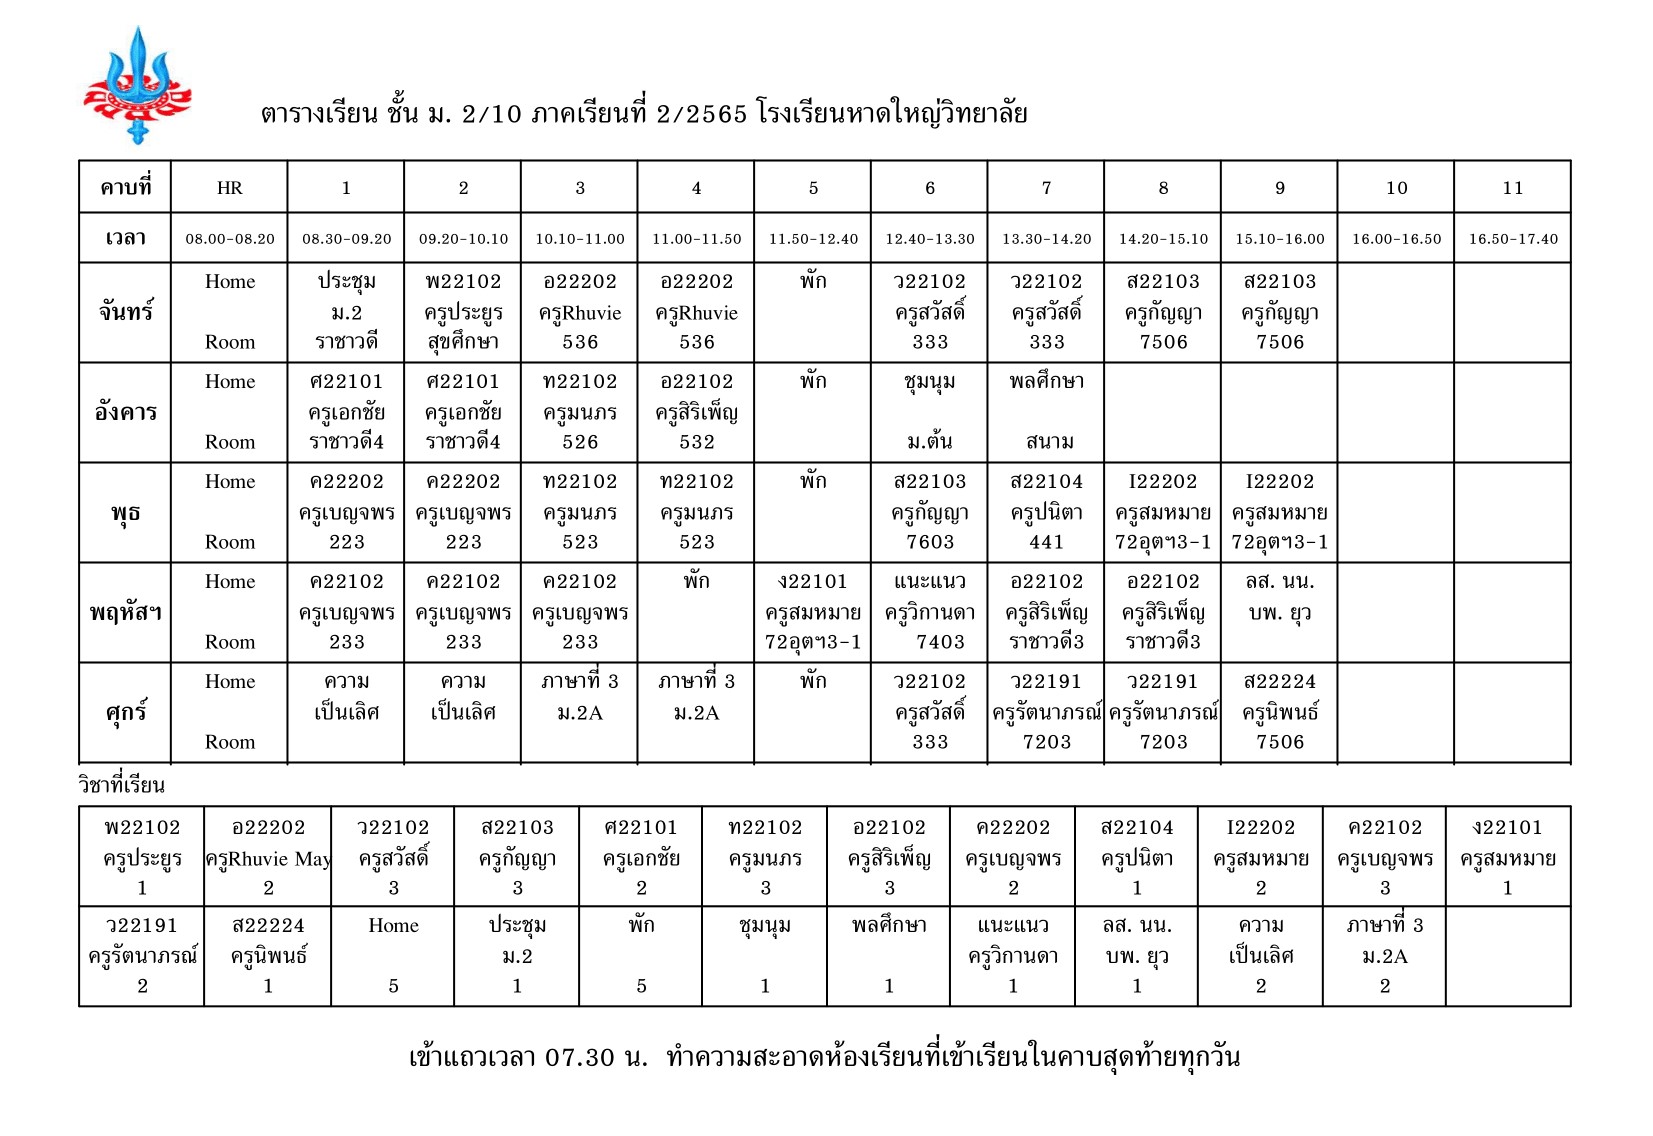 ตารางเรียน ชั้น ม. 2/10 ภาคเรียนที่ 2/2565 โรงเรียนหาดใหญ่วิทยาลัย
คาบที่ HR 1 2 3 4 5 6 7 8 9 10 11
เวลา 08.00-08.20 08.30-09.20 09.20-10.10 10.10-11.00 11.00-11.50 11.50-12.40 12.40-13.30 13.30-14.20 14.20-15.10 15.10-16.00 16.00-16.50 16.50-17.40
Home ประชุม พ22102 อ22202 อ22202 พัก ว22102 ว22102 ส22103 ส22103
จันทร์ ม.2 ครูประยูร ครูRhuvie ครูRhuvie ครูสวัสดิ์ ครูสวัสดิ์ ครูกัญญา ครูกัญญา
Room ราชาวดี สุขศึกษา 536 536 333 333 7506 7506
Home ศ22101 ศ22101 ท22102 อ22102 พัก ชุมนุม พลศึกษา
อังคาร ครูเอกชัย ครูเอกชัย ครูมนภร ครูสิริเพ็ญ
Room ราชาวดี4 ราชาวดี4 526 532 ม.ต้น สนาม
Home ค22202 ค22202 ท22102 ท22102 พัก ส22103 ส22104 I22202 I22202
พุธ ครูเบญจพร ครูเบญจพร ครูมนภร ครูมนภร ครูกัญญา ครูปนิตา ครูสมหมาย ครูสมหมาย
Room 223 223 523 523 7603 441 72อุตฯ3-1 72อุตฯ3-1
Home ค22102 ค22102 ค22102 พัก ง22101 แนะแนว อ22102 อ22102 ลส. นน.
พฤหัสฯ ครูเบญจพร ครูเบญจพร ครูเบญจพร ครูสมหมาย ครูวิกานดา ครูสิริเพ็ญ ครูสิริเพ็ญ บพ. ยุว
Room 233 233 233 72อุตฯ3-1 7403 ราชาวดี3 ราชาวดี3
Home ความ ความ ภาษาที่ 3 ภาษาที่ 3 พัก ว22102 ว22191 ว22191 ส22224
ศุกร์ เป็นเลิศ เป็นเลิศ ม.2A ม.2A ครูสวัสดิ์ ครูรัตนาภรณ์ ครูรัตนาภรณ์ ครูนิพนธ์
Room 333 7203 7203 7506
วิชาที่เรียน
พ22102 อ22202 ว22102 ส22103 ศ22101 ท22102 อ22102 ค22202 ส22104 I22202 ค22102 ง22101
ครูประยูร ครูRhuvie May ครูสวัสดิ์ ครูกัญญา ครูเอกชัย ครูมนภร ครูสิริเพ็ญ ครูเบญจพร ครูปนิตา ครูสมหมาย ครูเบญจพร ครูสมหมาย
1 2 3 3 2 3 3 2 1 2 3 1
ว22191 ส22224 Home ประชุม พัก ชุมนุม พลศึกษา แนะแนว ลส. นน. ความ ภาษาที่ 3
ครูรัตนาภรณ์ ครูนิพนธ์ ม.2 ครูวิกานดา บพ. ยุว เป็นเลิศ ม.2A
2 1 5 1 5 1 1 1 1 2 2
เข้าแถวเวลา 07.30 น. ทำความสะอาดห้องเรียนที่เข้าเรียนในคาบสุดท้ายทุกวัน